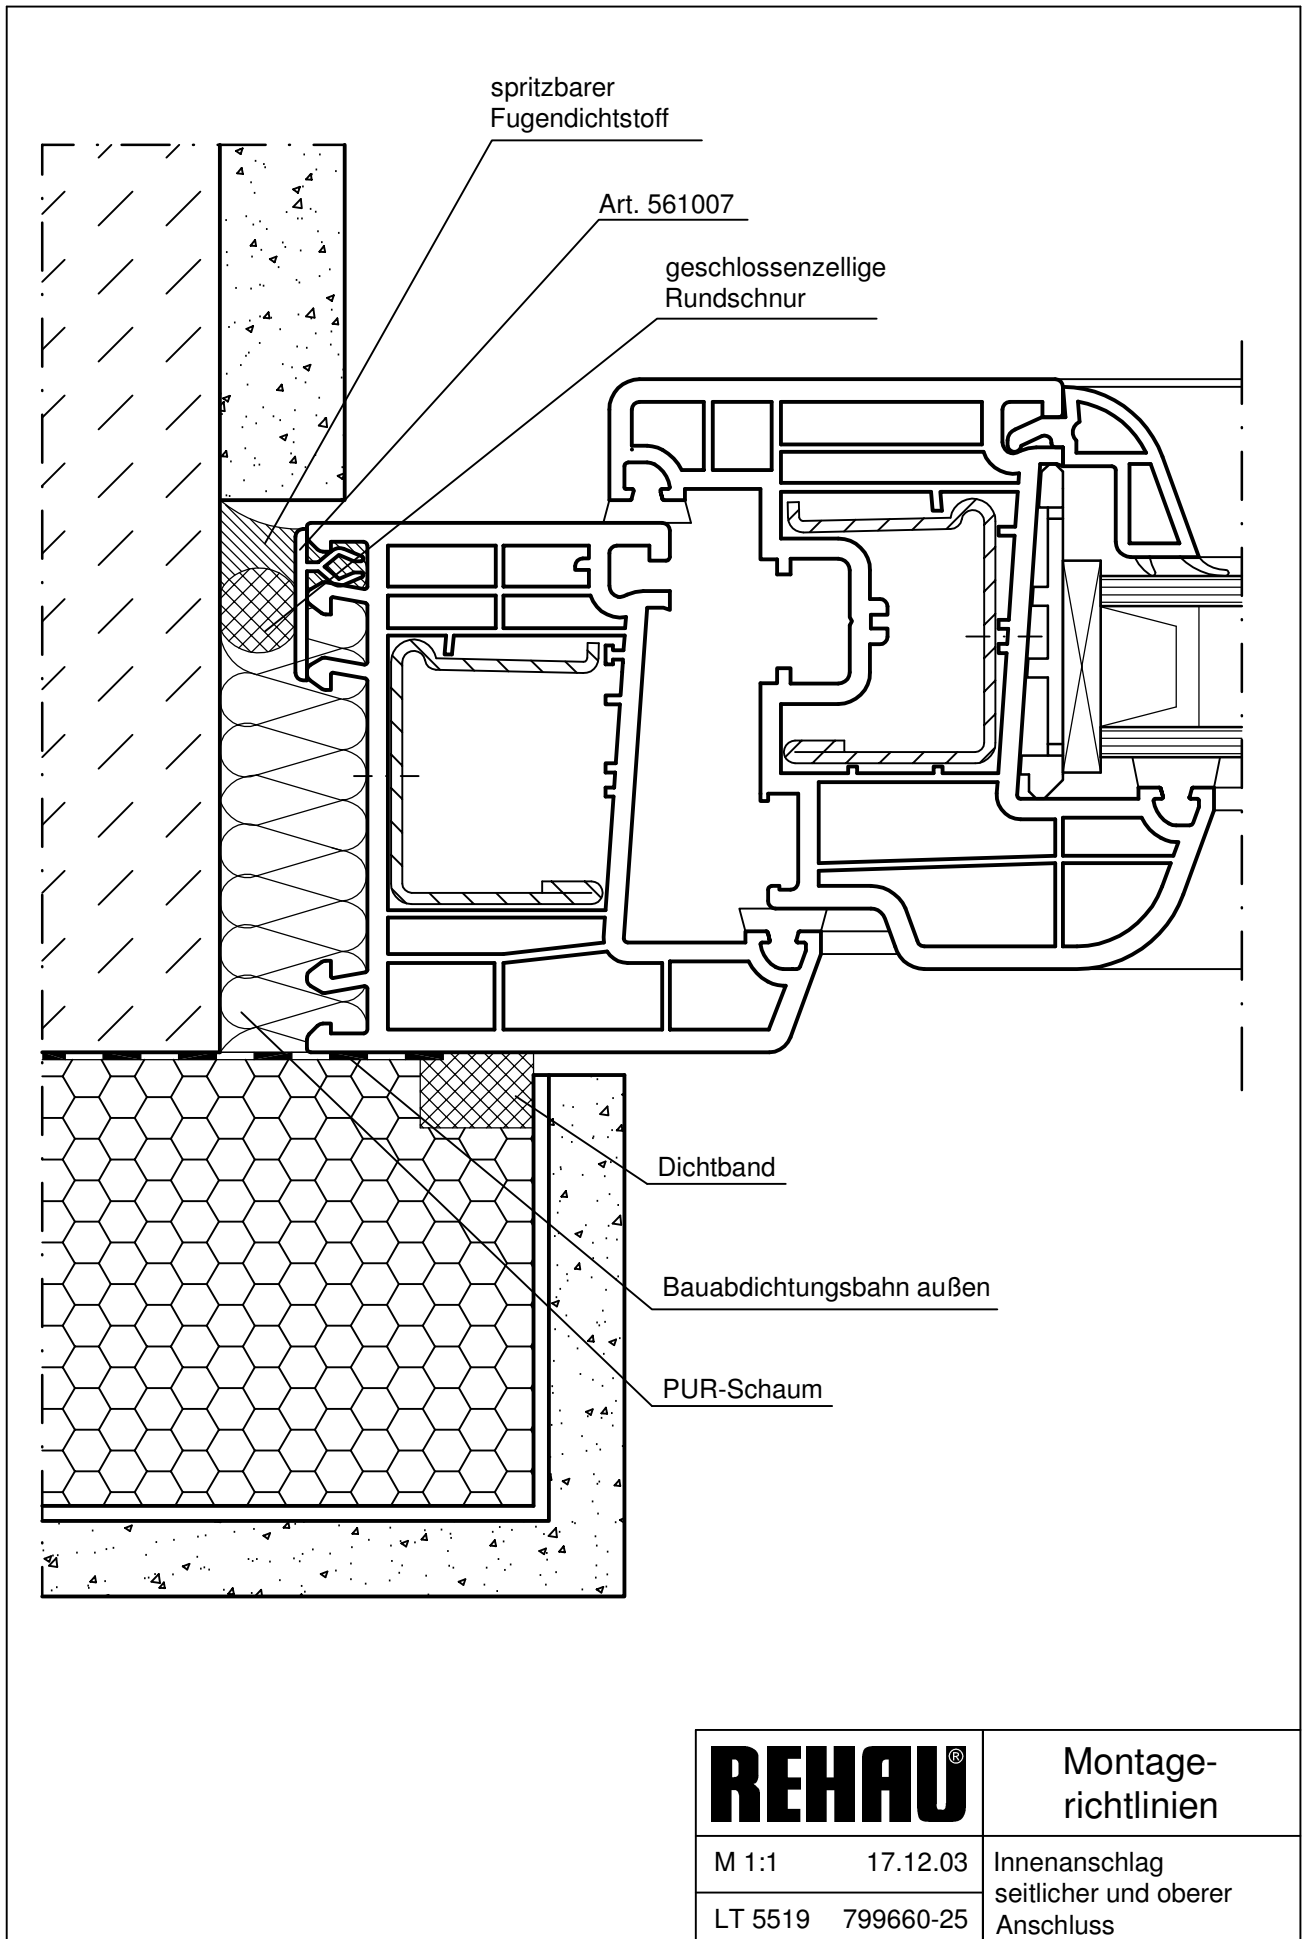 spritzbarer
Fugendichtstoff
Art. 561007
geschlossenzellige
Rundschnur
Dichtband
Bauabdichtungsbahn außen
PUR-Schaum
REHAU®
Montage-
richtlinien
M 1:1 17.12.03
LT 5519 799660-25
Innenanschlag
seitlicher und oberer
Anschluss